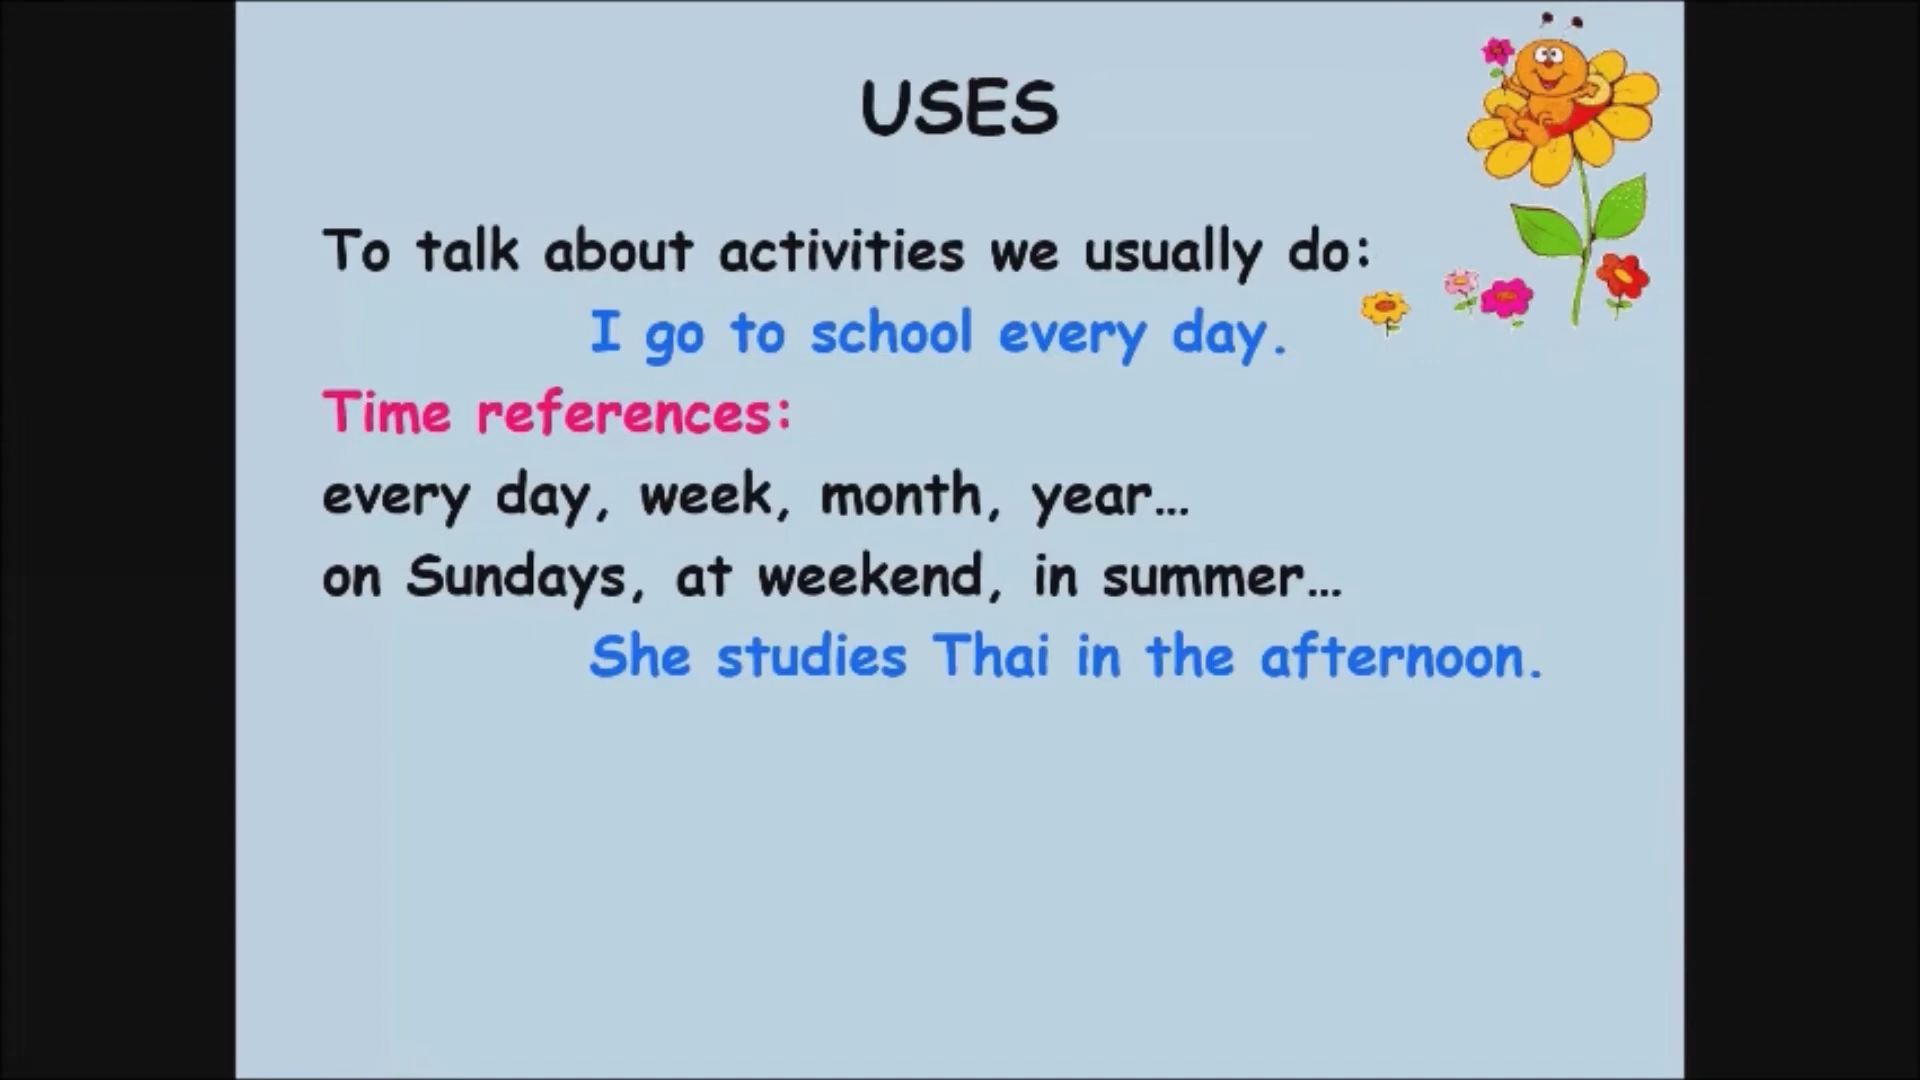 USES
To talk about activities we usually do:
I go to school every day.
Time references:
every day, week, month, year…
on Sundays, at weekend, in summer…
She studies Thai in the afternoon.